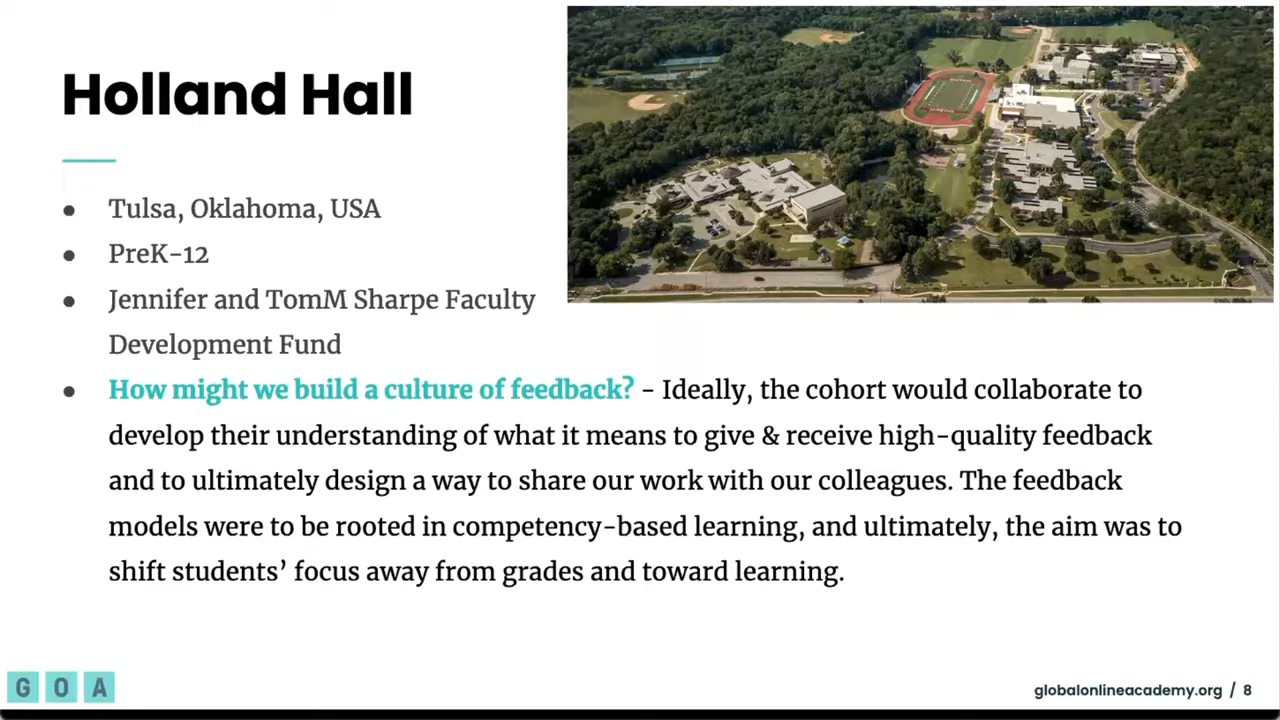 Holland Hall
● Tulsa, Oklahoma, USA
● PreK-12
● Jennifer and TomM Sharpe Faculty
Development Fund
● How might we build a culture of feedback? - Ideally, the cohort would collaborate to
develop their understanding of what it means to give & receive high-quality feedback
and to ultimately design a way to share our work with our colleagues. The feedback
models were to be rooted in competency-based learning, and ultimately, the aim was to
shift students’ focus away from grades and toward learning.
G O A
globalonlineacademy.org / 8